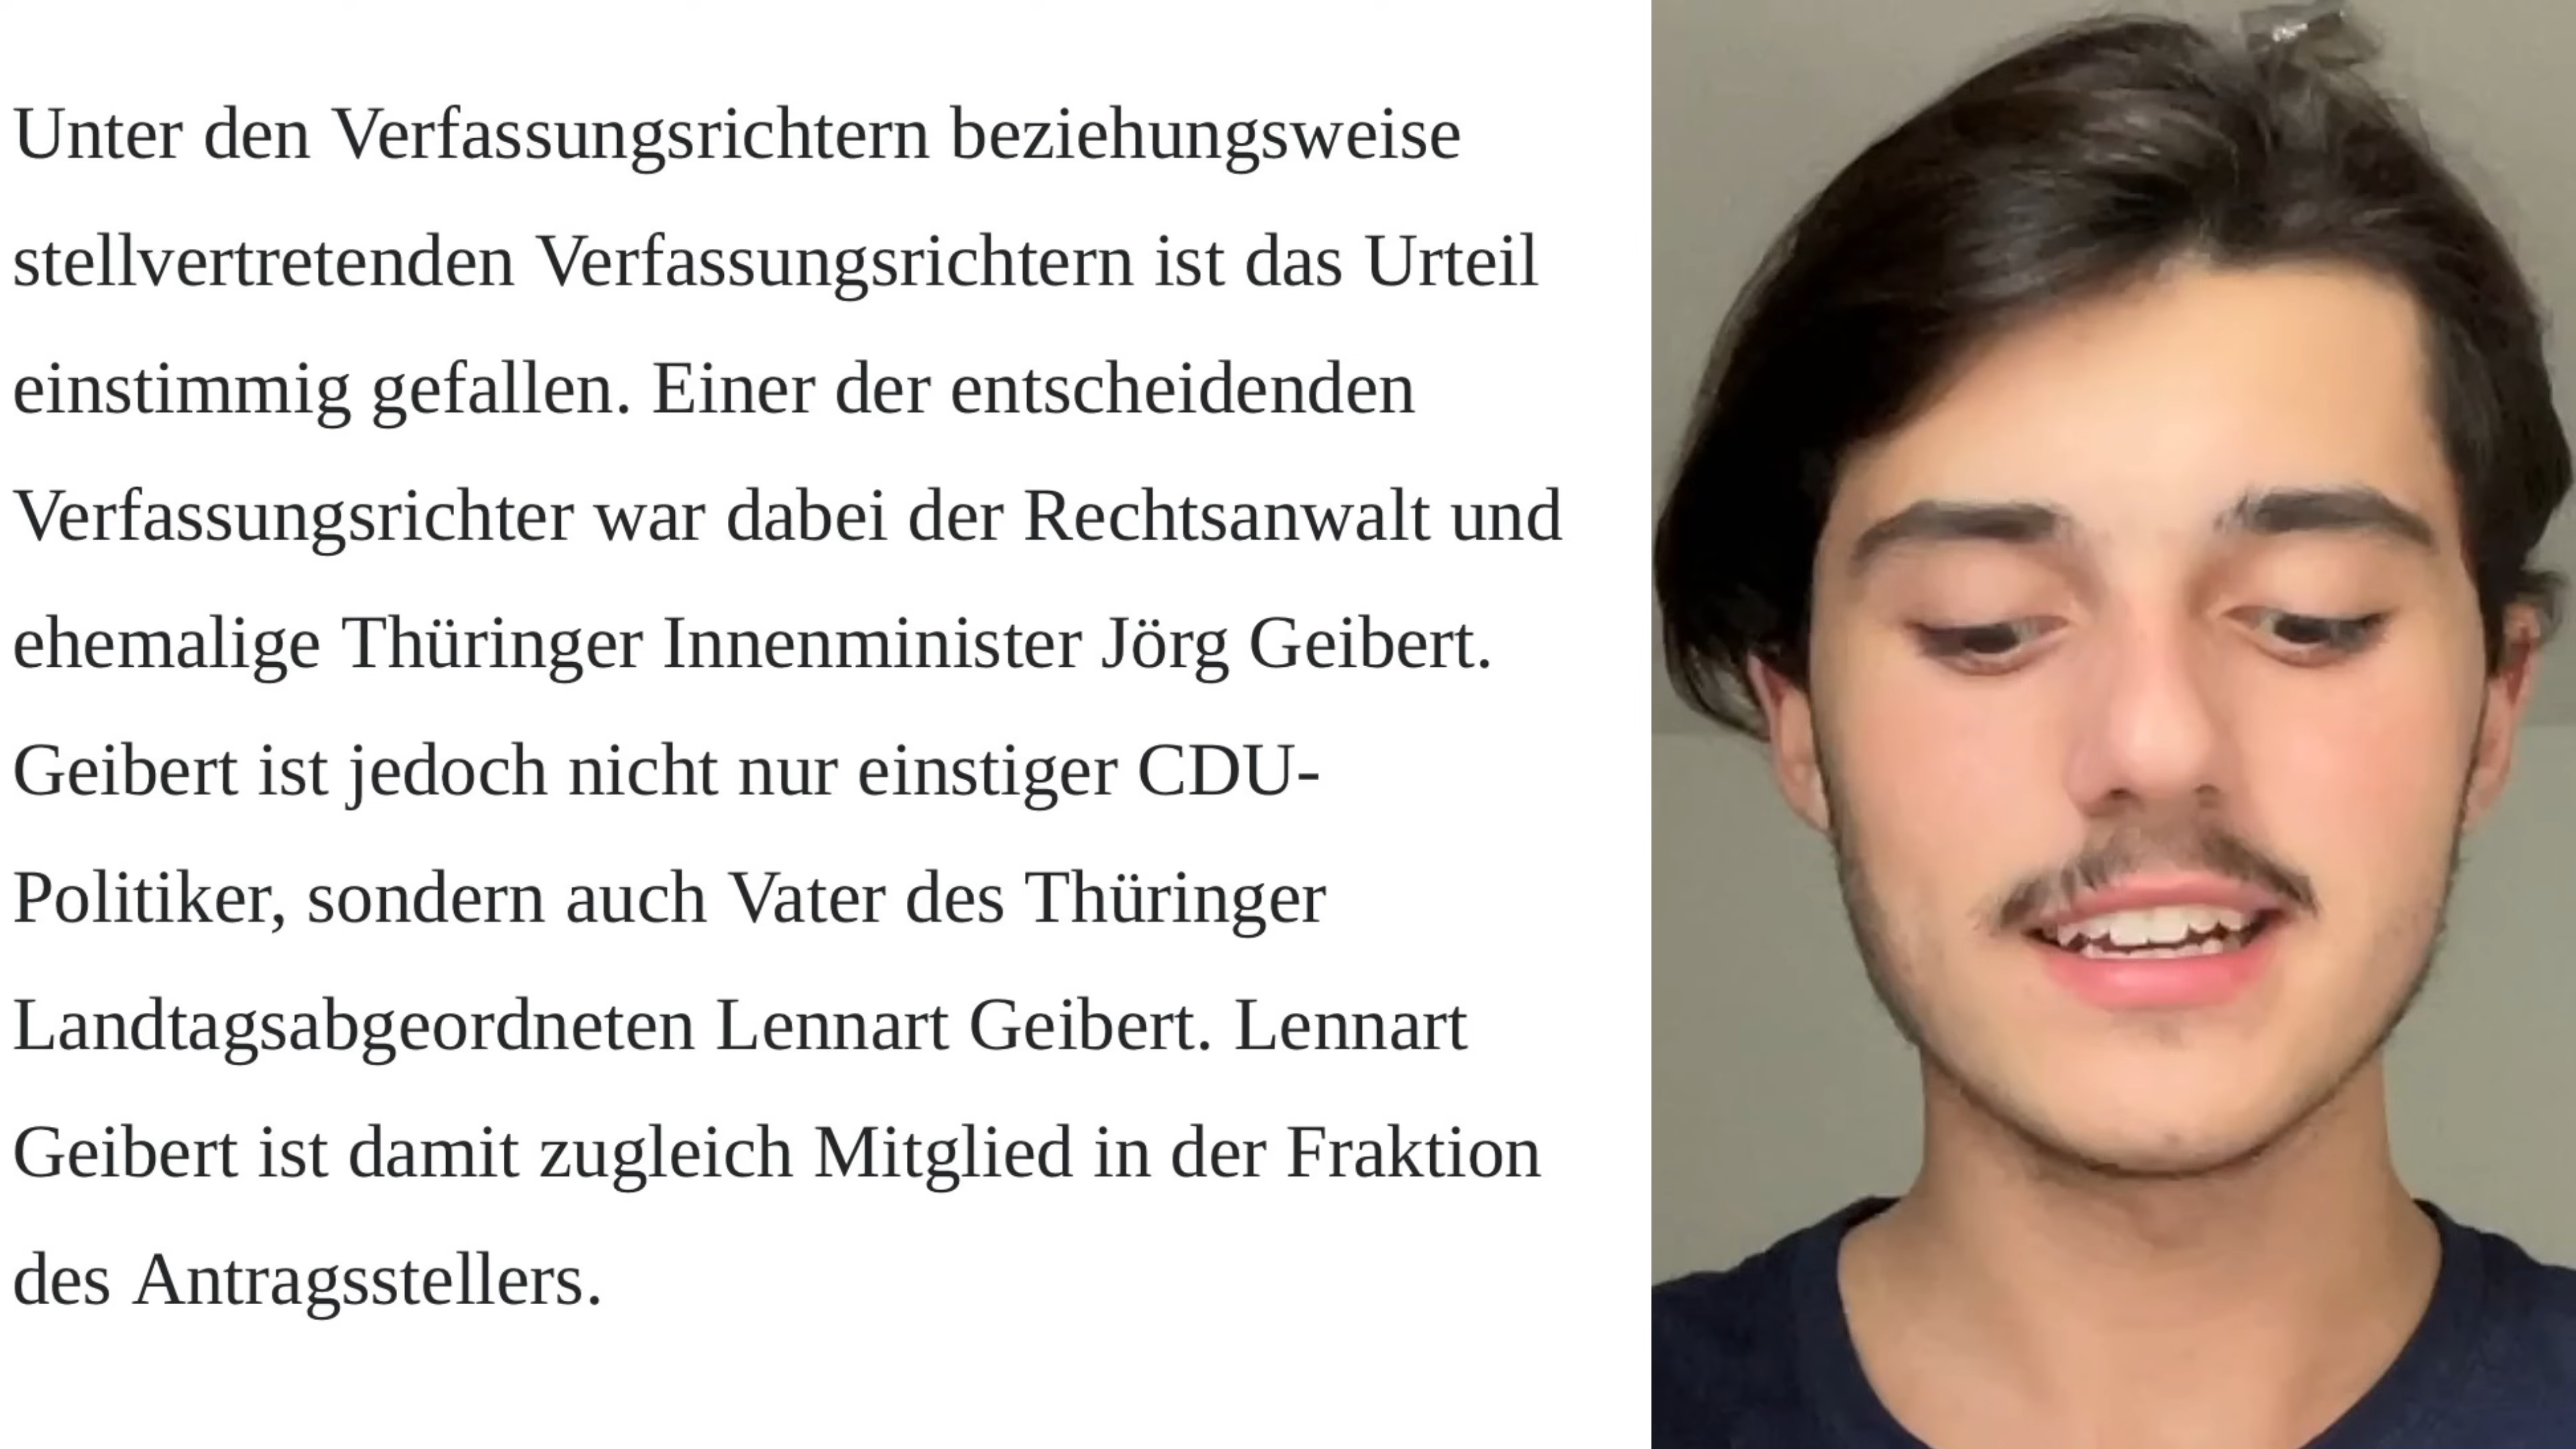 Unter den Verfassungsrichtern beziehungsweise
stellvertretenden Verfassungsrichtern ist das Urteil
einstimmig gefallen. Einer der entscheidenden
Verfassungsrichter war dabei der Rechtsanwalt und
ehemalige Thüringer Innenminister Jörg Geibert.
Geibert ist jedoch nicht nur einstiger CDU-
Politiker, sondern auch Vater des Thüringer
Landtagsabgeordneten Lennart Geibert. Lennart
Geibert ist damit zugleich Mitglied in der Fraktion
des Antragsstellers.